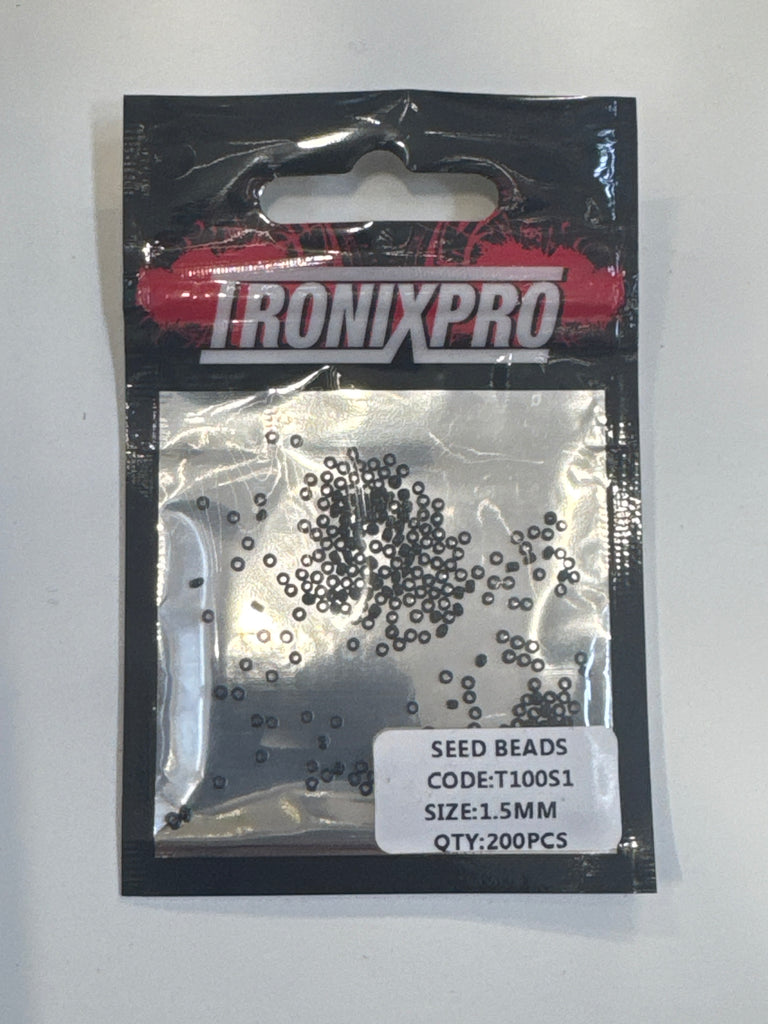 TRONIXPRO
SEED BEADS
CODE:T100S1
SIZE:1.5MM
QTY:200PCS